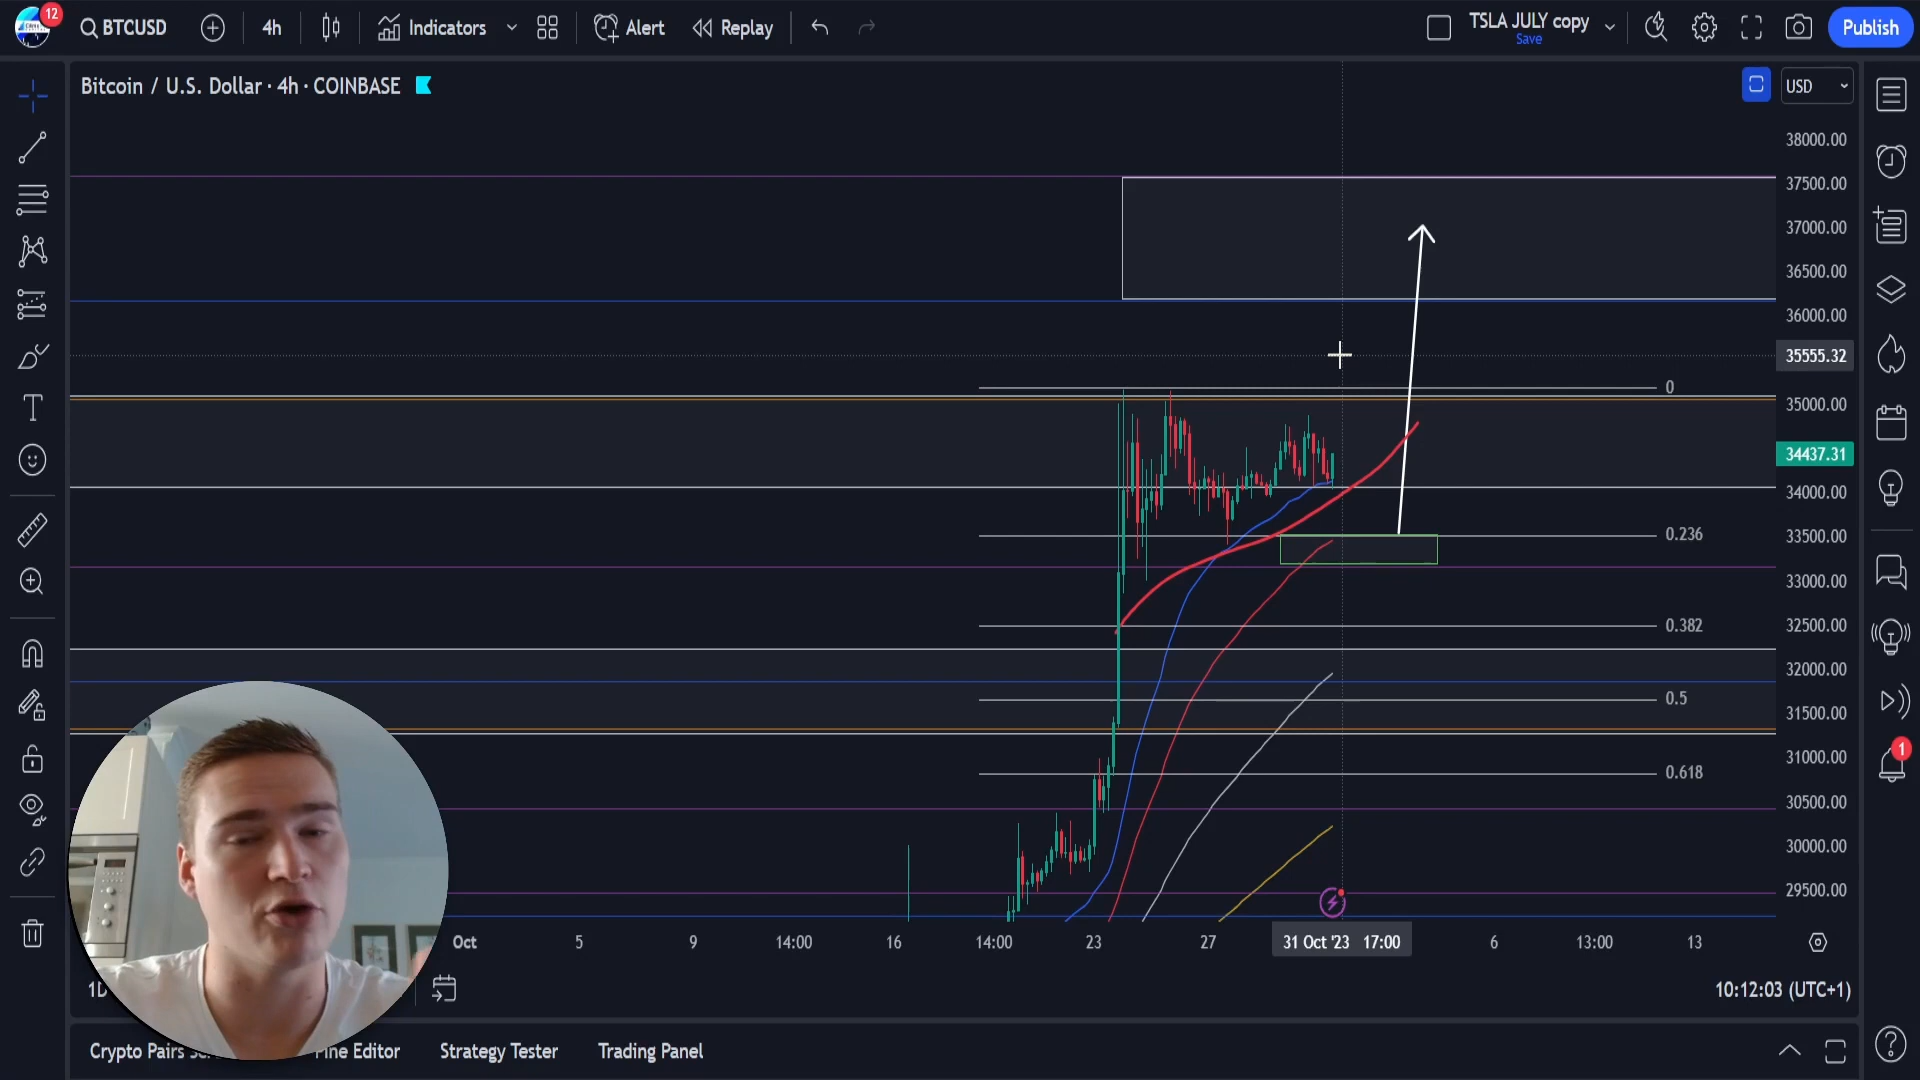 12
BTCUSD
4h
Indicators
Alert
Replay
TSLA JULY copy
Save
Publish
Bitcoin / U.S. Dollar · 4h · COINBASE
USD
38000.00
37500.00
37000.00
36500.00
36000.00
35555.32
0
35000.00
34437.31
34000.00
0.236
33500.00
33000.00
0.382
32500.00
32000.00
0.5
31500.00
31000.00
0.618
30500.00
30000.00
29500.00
1
Oct
5
9
14:00
16
14:00
23
27
31 Oct '23 17:00
6
13:00
13
10:12:03 (UTC+1)
Crypto Pairs
Editor
Strategy Tester
Trading Panel